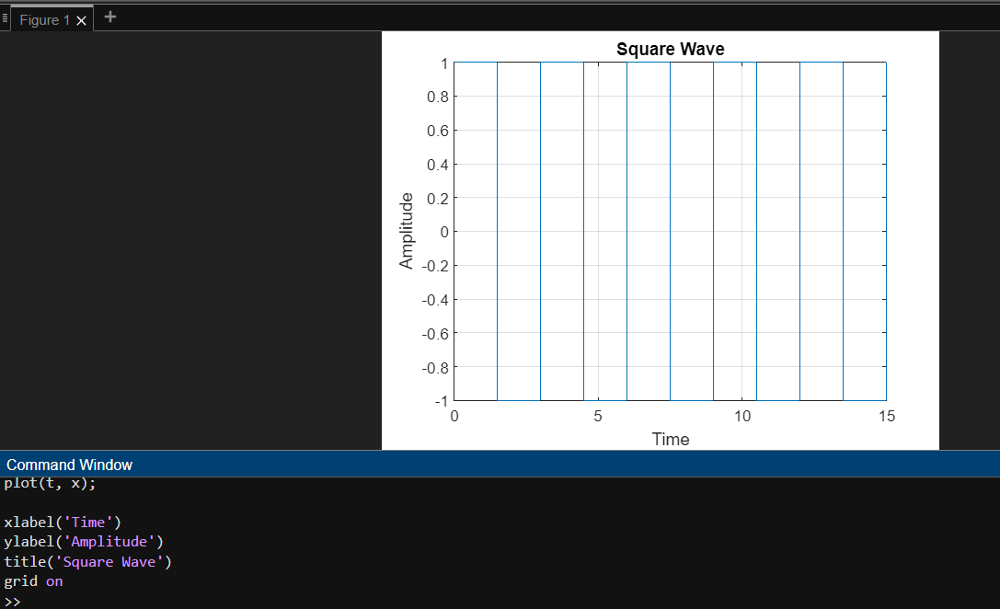 Figure 1
Square Wave
1
0.8
0.6
0.4
0.2
0
-0.2
-0.4
-0.6
-0.8
-1
Amplitude
0 5 10 15
Time
Command Window
plot(t, x);
xlabel('Time')
ylabel('Amplitude')
title('Square Wave')
grid on
>>